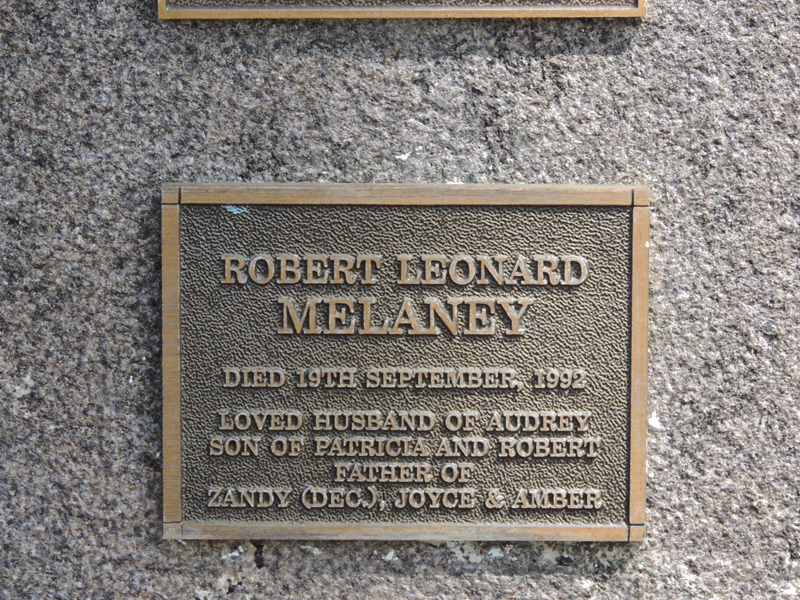 ROBERT LEONARD
MELANEY
DIED 19TH SEPTEMBER, 1992
LOVED HUSBAND OF AUDREY
SON OF PATRICIA AND ROBERT
FATHER OF
ZANDY (DEC.), JOYCE & AMBER